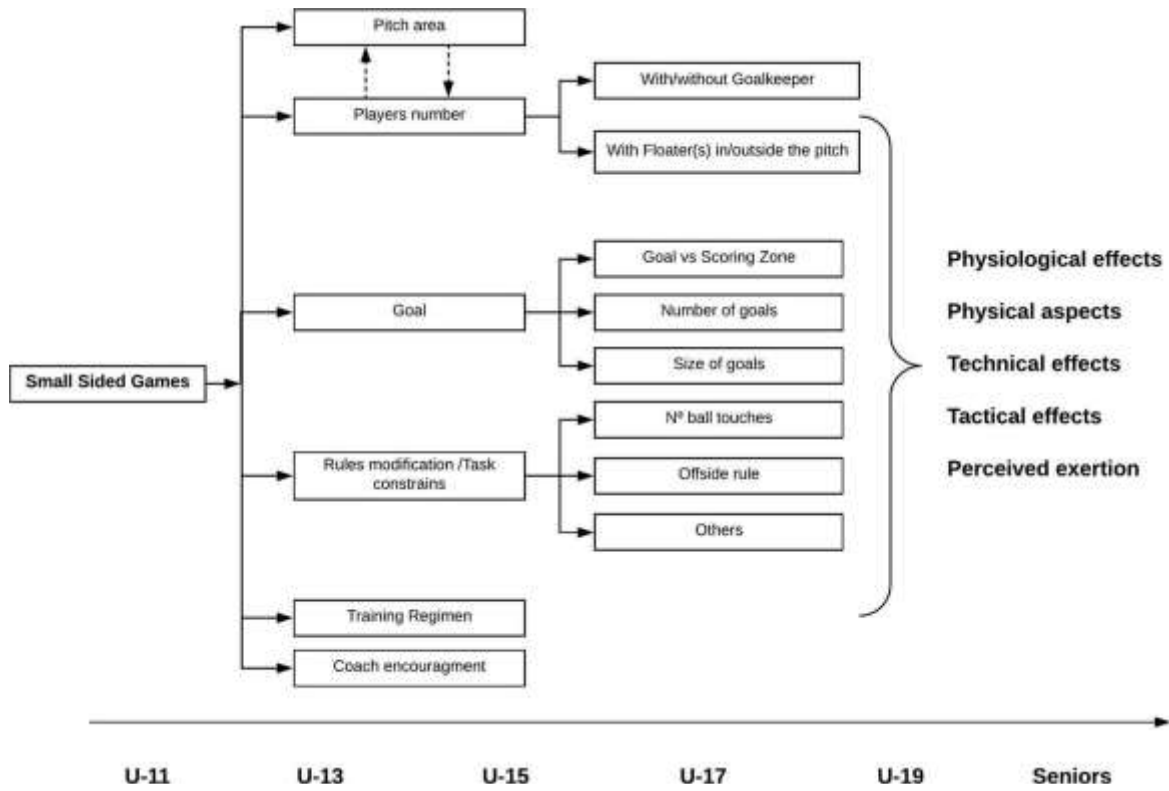 Pitch area
Players number
With/without Goalkeeper
With Floater(s) in/outside the pitch
Goal
Goal vs Scoring Zone
Number of goals
Size of goals
Small Sided Games
Rules modification /Task
constrains
Nº ball touches
Offside rule
Others
Training Regimen
Coach encouragment
Physiological effects
Physical aspects
Technical effects
Tactical effects
Perceived exertion
U-11 U-13 U-15 U-17 U-19 Seniors